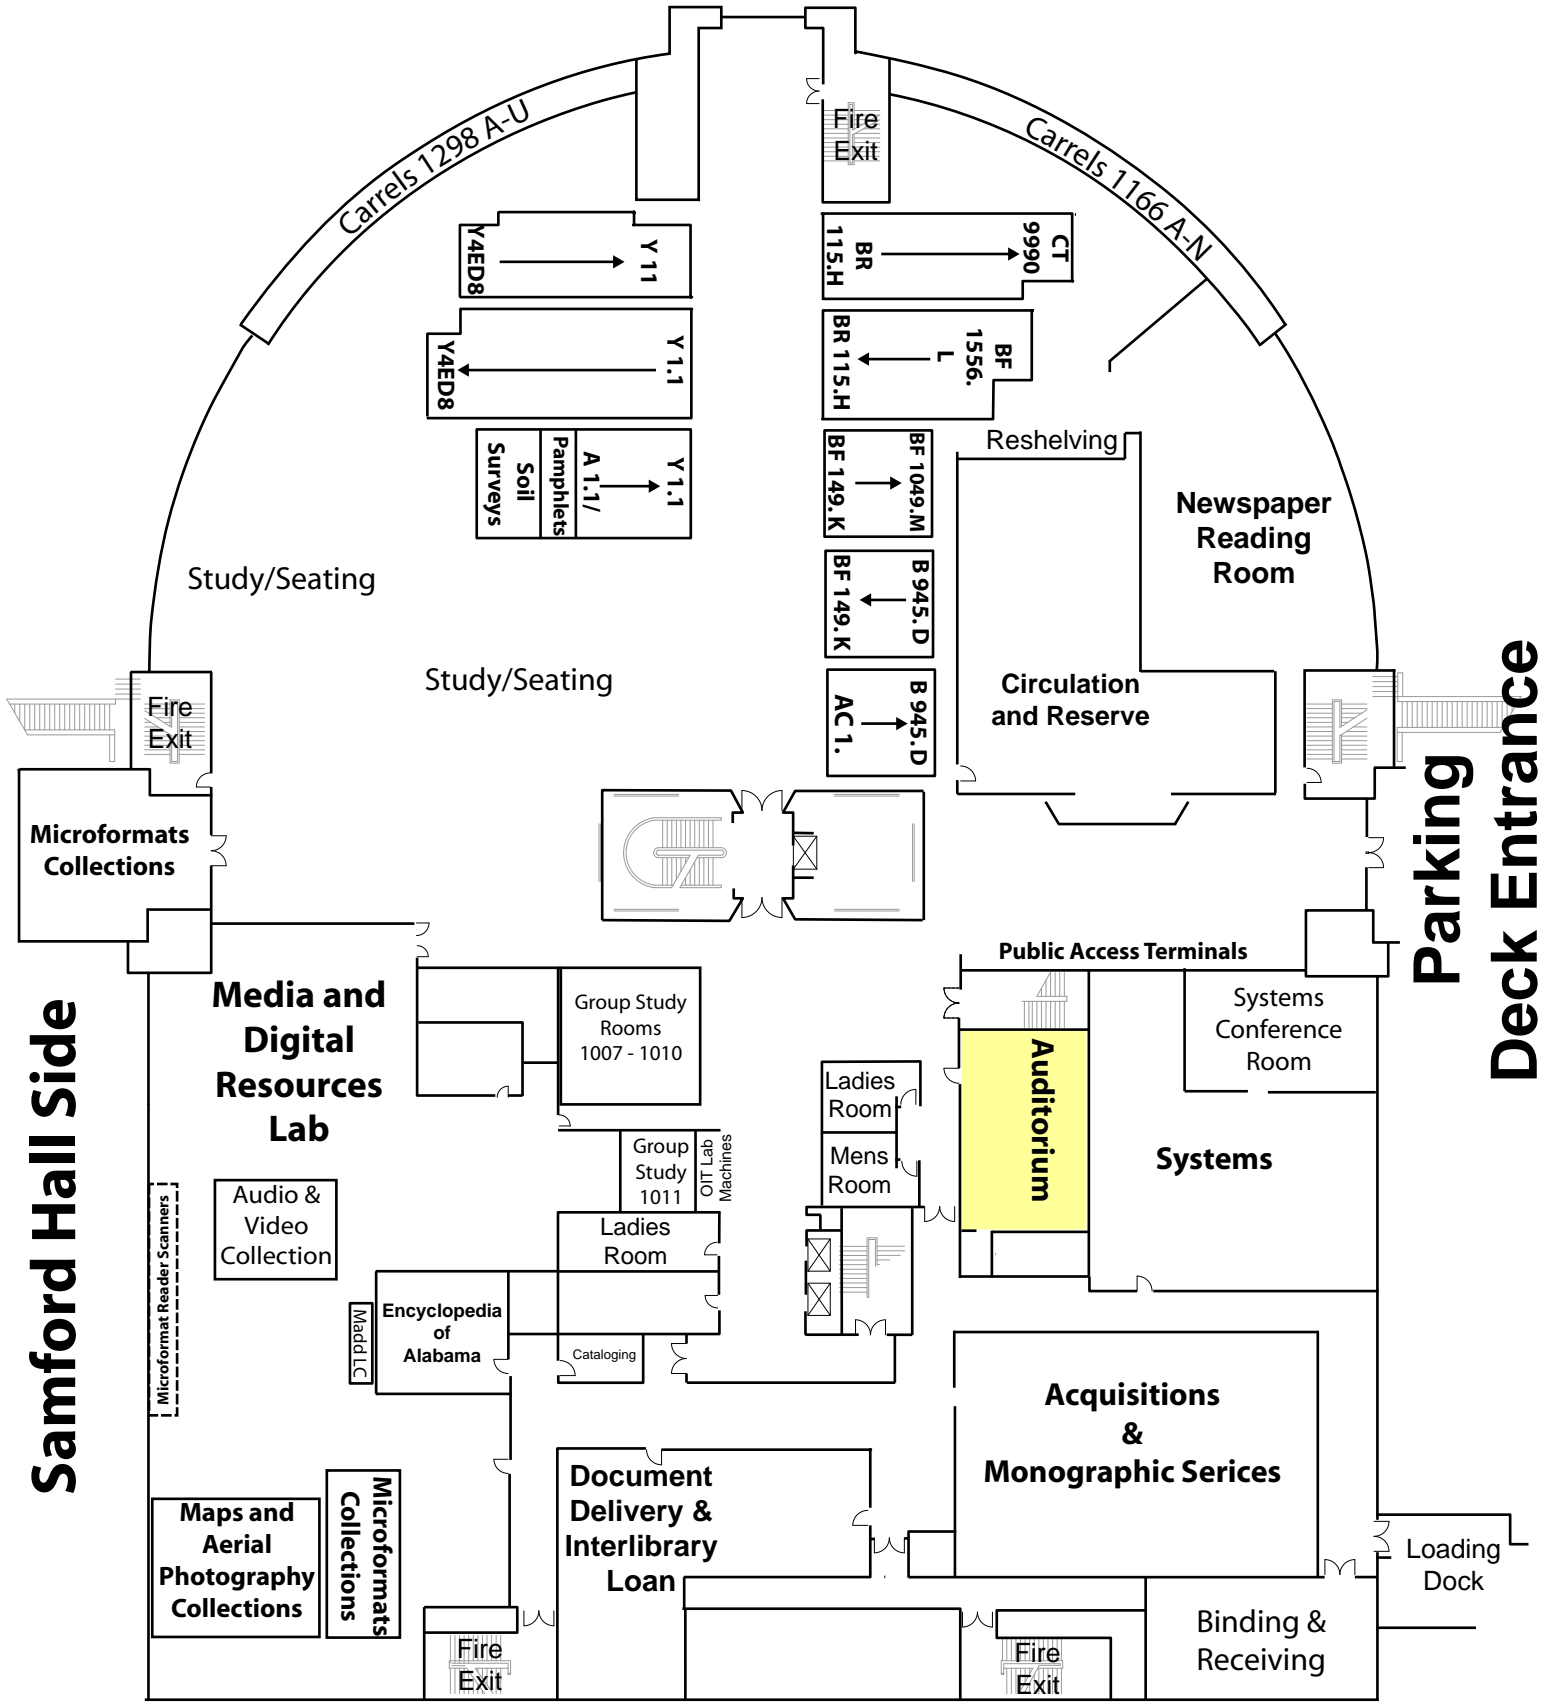 Carrels 1298 A-U
Fire
Exit
Carrels 1166 A-N
Y4ED8
Y 11
BR
115.H
CT
9990
Y4ED8
Y 1.1
BR 115.H
BF
1556.
L
Soil
Surveys
Pamphlets
A 1.1/
Y 1.1
BF 149. K
BF 1049.M
Reshelving
Newspaper
Reading
Room
BF 149. K
B 945. D
Study/Seating
Study/Seating
AC 1.
B 945. D
Circulation
and Reserve
Fire
Exit
Parking
Deck Entrance
Microformats
Collections
Public Access Terminals
Samford Hall Side
Media and
Digital
Resources
Lab
Group Study
Rooms
1007 - 1010
Systems
Conference
Room
Auditorium
Ladies
Room
Mens
Room
Systems
Group
Study
1011
OIT Lab
Machines
Ladies
Room
Audio &
Video
Collection
Microformat Reader Scanners
Madd LC
Encyclopedia
of
Alabama
Cataloging
Acquisitions
&
Monographic Serices
Document
Delivery &
Interlibrary
Loan
Maps and
Aerial
Photography
Collections
Microformats
Collections
Loading
Dock
Fire
Exit
Fire
Exit
Binding &
Receiving